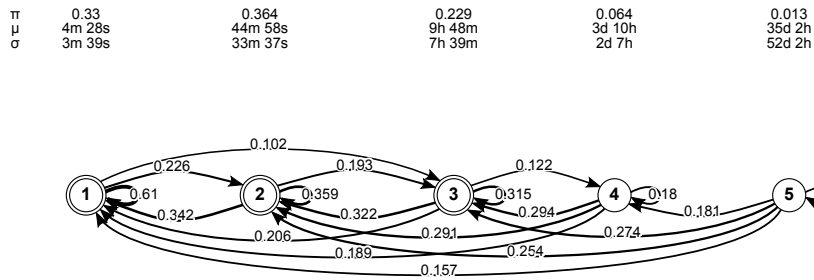 π 0.33 0.364 0.229 0.064 0.013
μ 4m 28s 44m 58s 9h 48m 3d 10h 35d 2h
σ 3m 39s 33m 37s 7h 39m 2d 7h 52d 2h
0.102
0.226 0.193 0.122
1 0.61 2 0.359 3 0.315 4 0.18 5
0.342 0.322 0.294 0.181
0.206 0.291 0.274
0.189 0.254
0.157